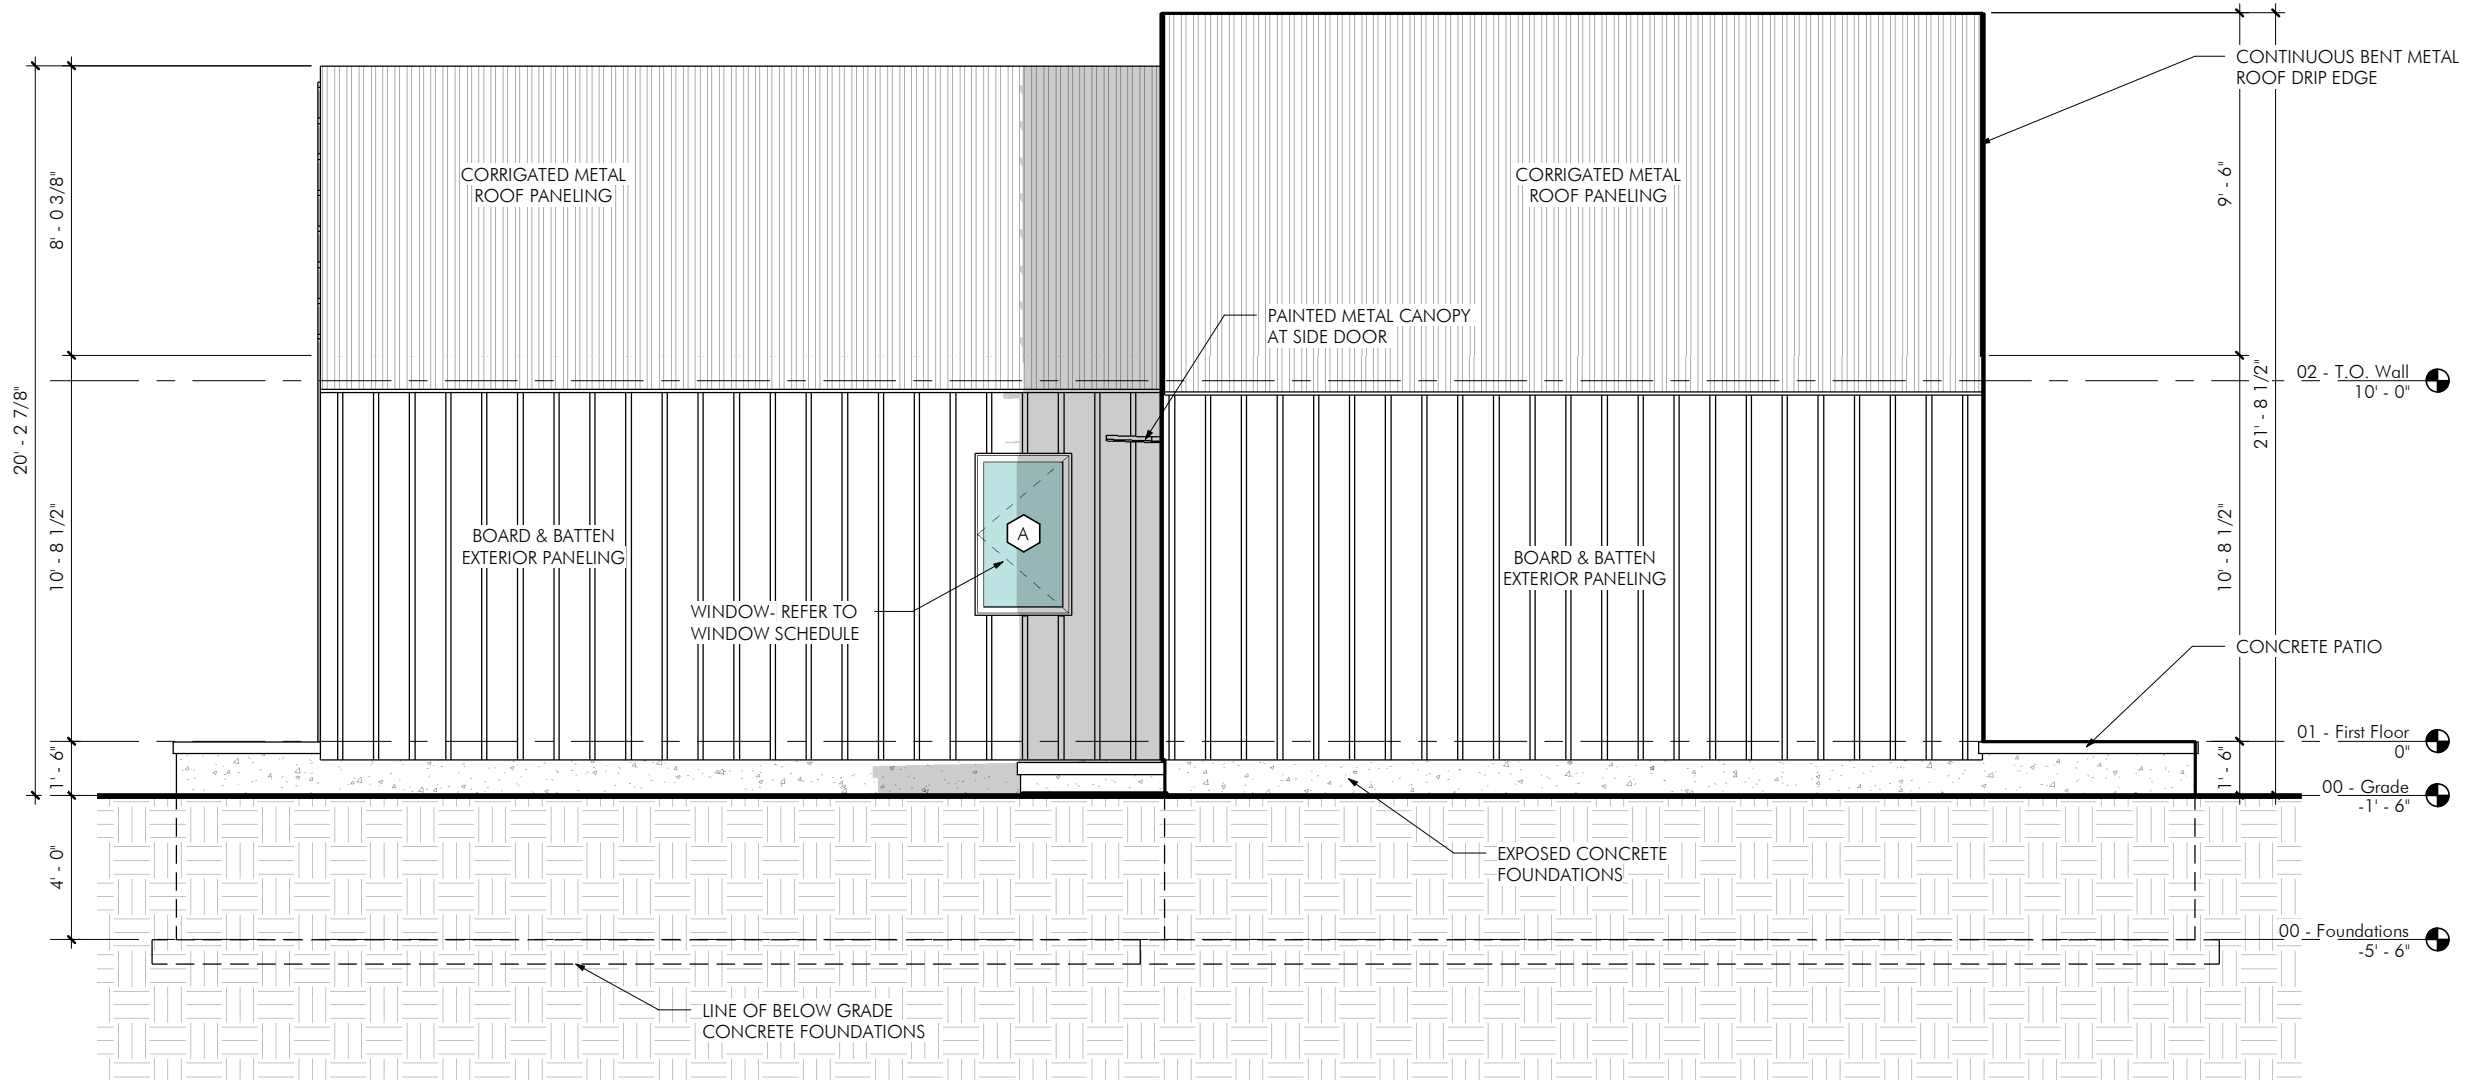 CONTINUOUS BENT METAL
ROOF DRIP EDGE
CORRIGATED METAL
ROOF PANELING
CORRIGATED METAL
ROOF PANELING
8' - 0 3/8"
9' - 6"
PAINTED METAL CANOPY
AT SIDE DOOR
02 - T.O. Wall
10' - 0"
20' - 2 7/8"
21' - 8 1/2"
10' - 8 1/2"
10' - 8 1/2"
BOARD & BATTEN
EXTERIOR PANELING
A
BOARD & BATTEN
EXTERIOR PANELING
WINDOW- REFER TO
WINDOW SCHEDULE
CONCRETE PATIO
01 - First Floor
0"
1' - 6"
1' - 6"
00 - Grade
-1' - 6"
4' - 0"
EXPOSED CONCRETE
FOUNDATIONS
00 - Foundations
-5' - 6"
LINE OF BELOW GRADE
CONCRETE FOUNDATIONS